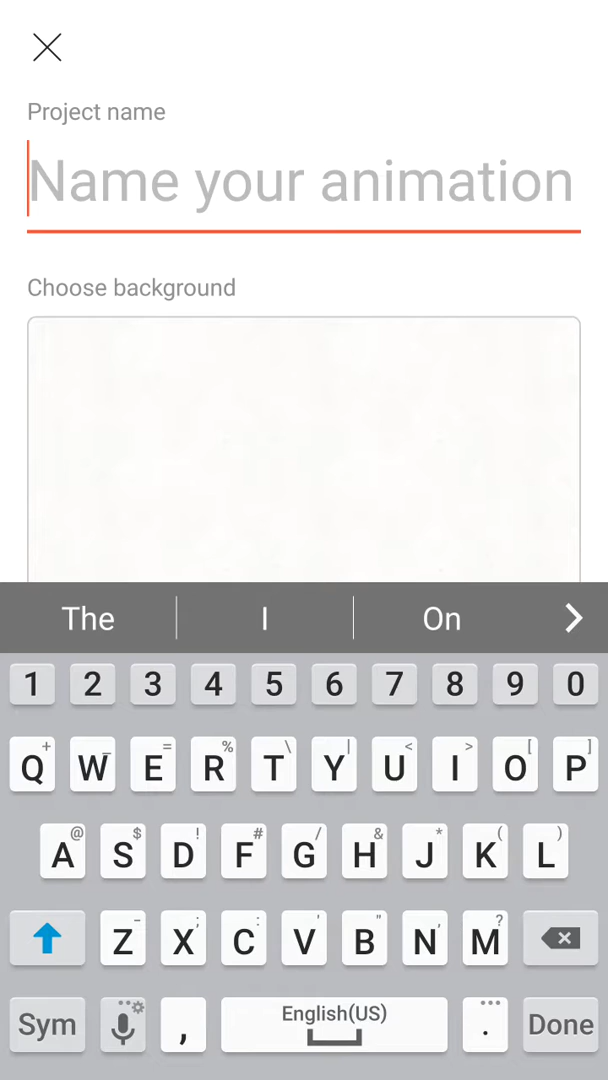 Project name
Name your animation
Choose background
The I On
1 2 3 4 5 6 7 8 9 0
+ _ = % \ | < > [ ]
Q W E R T Y U I O P
@ $ ! # / & * ( )
A S D F G H J K L
- ; : ' " , ?
Z X C V B N M
English(US)
Sym , . Done